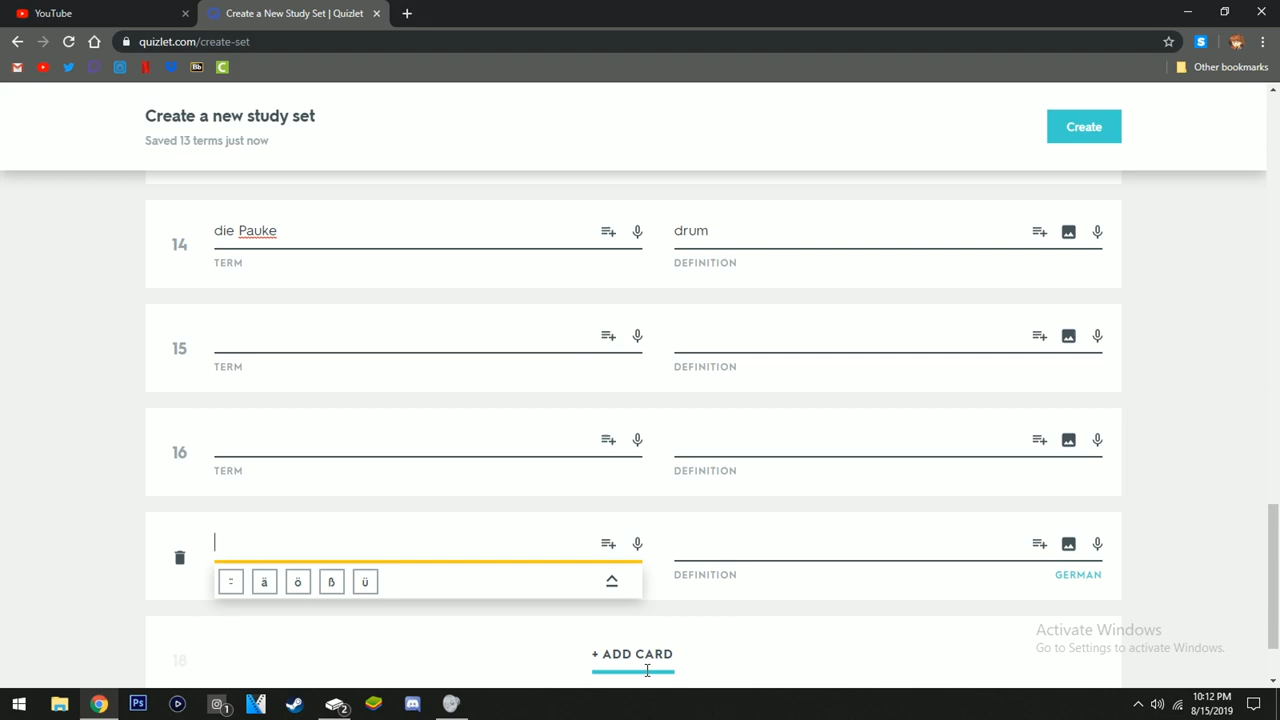 YouTube
Create a New Study Set | Quizlet
quizlet.com/create-set
Other bookmarks
Create a new study set
Saved 13 terms just now
Create
14
die Pauke
drum
TERM
DEFINITION
15
TERM
DEFINITION
16
TERM
DEFINITION
DEFINITION
GERMAN
ä ö ß ü
18
+ ADD CARD
Activate Windows
Go to Settings to activate Windows.
10:12 PM
8/15/2019